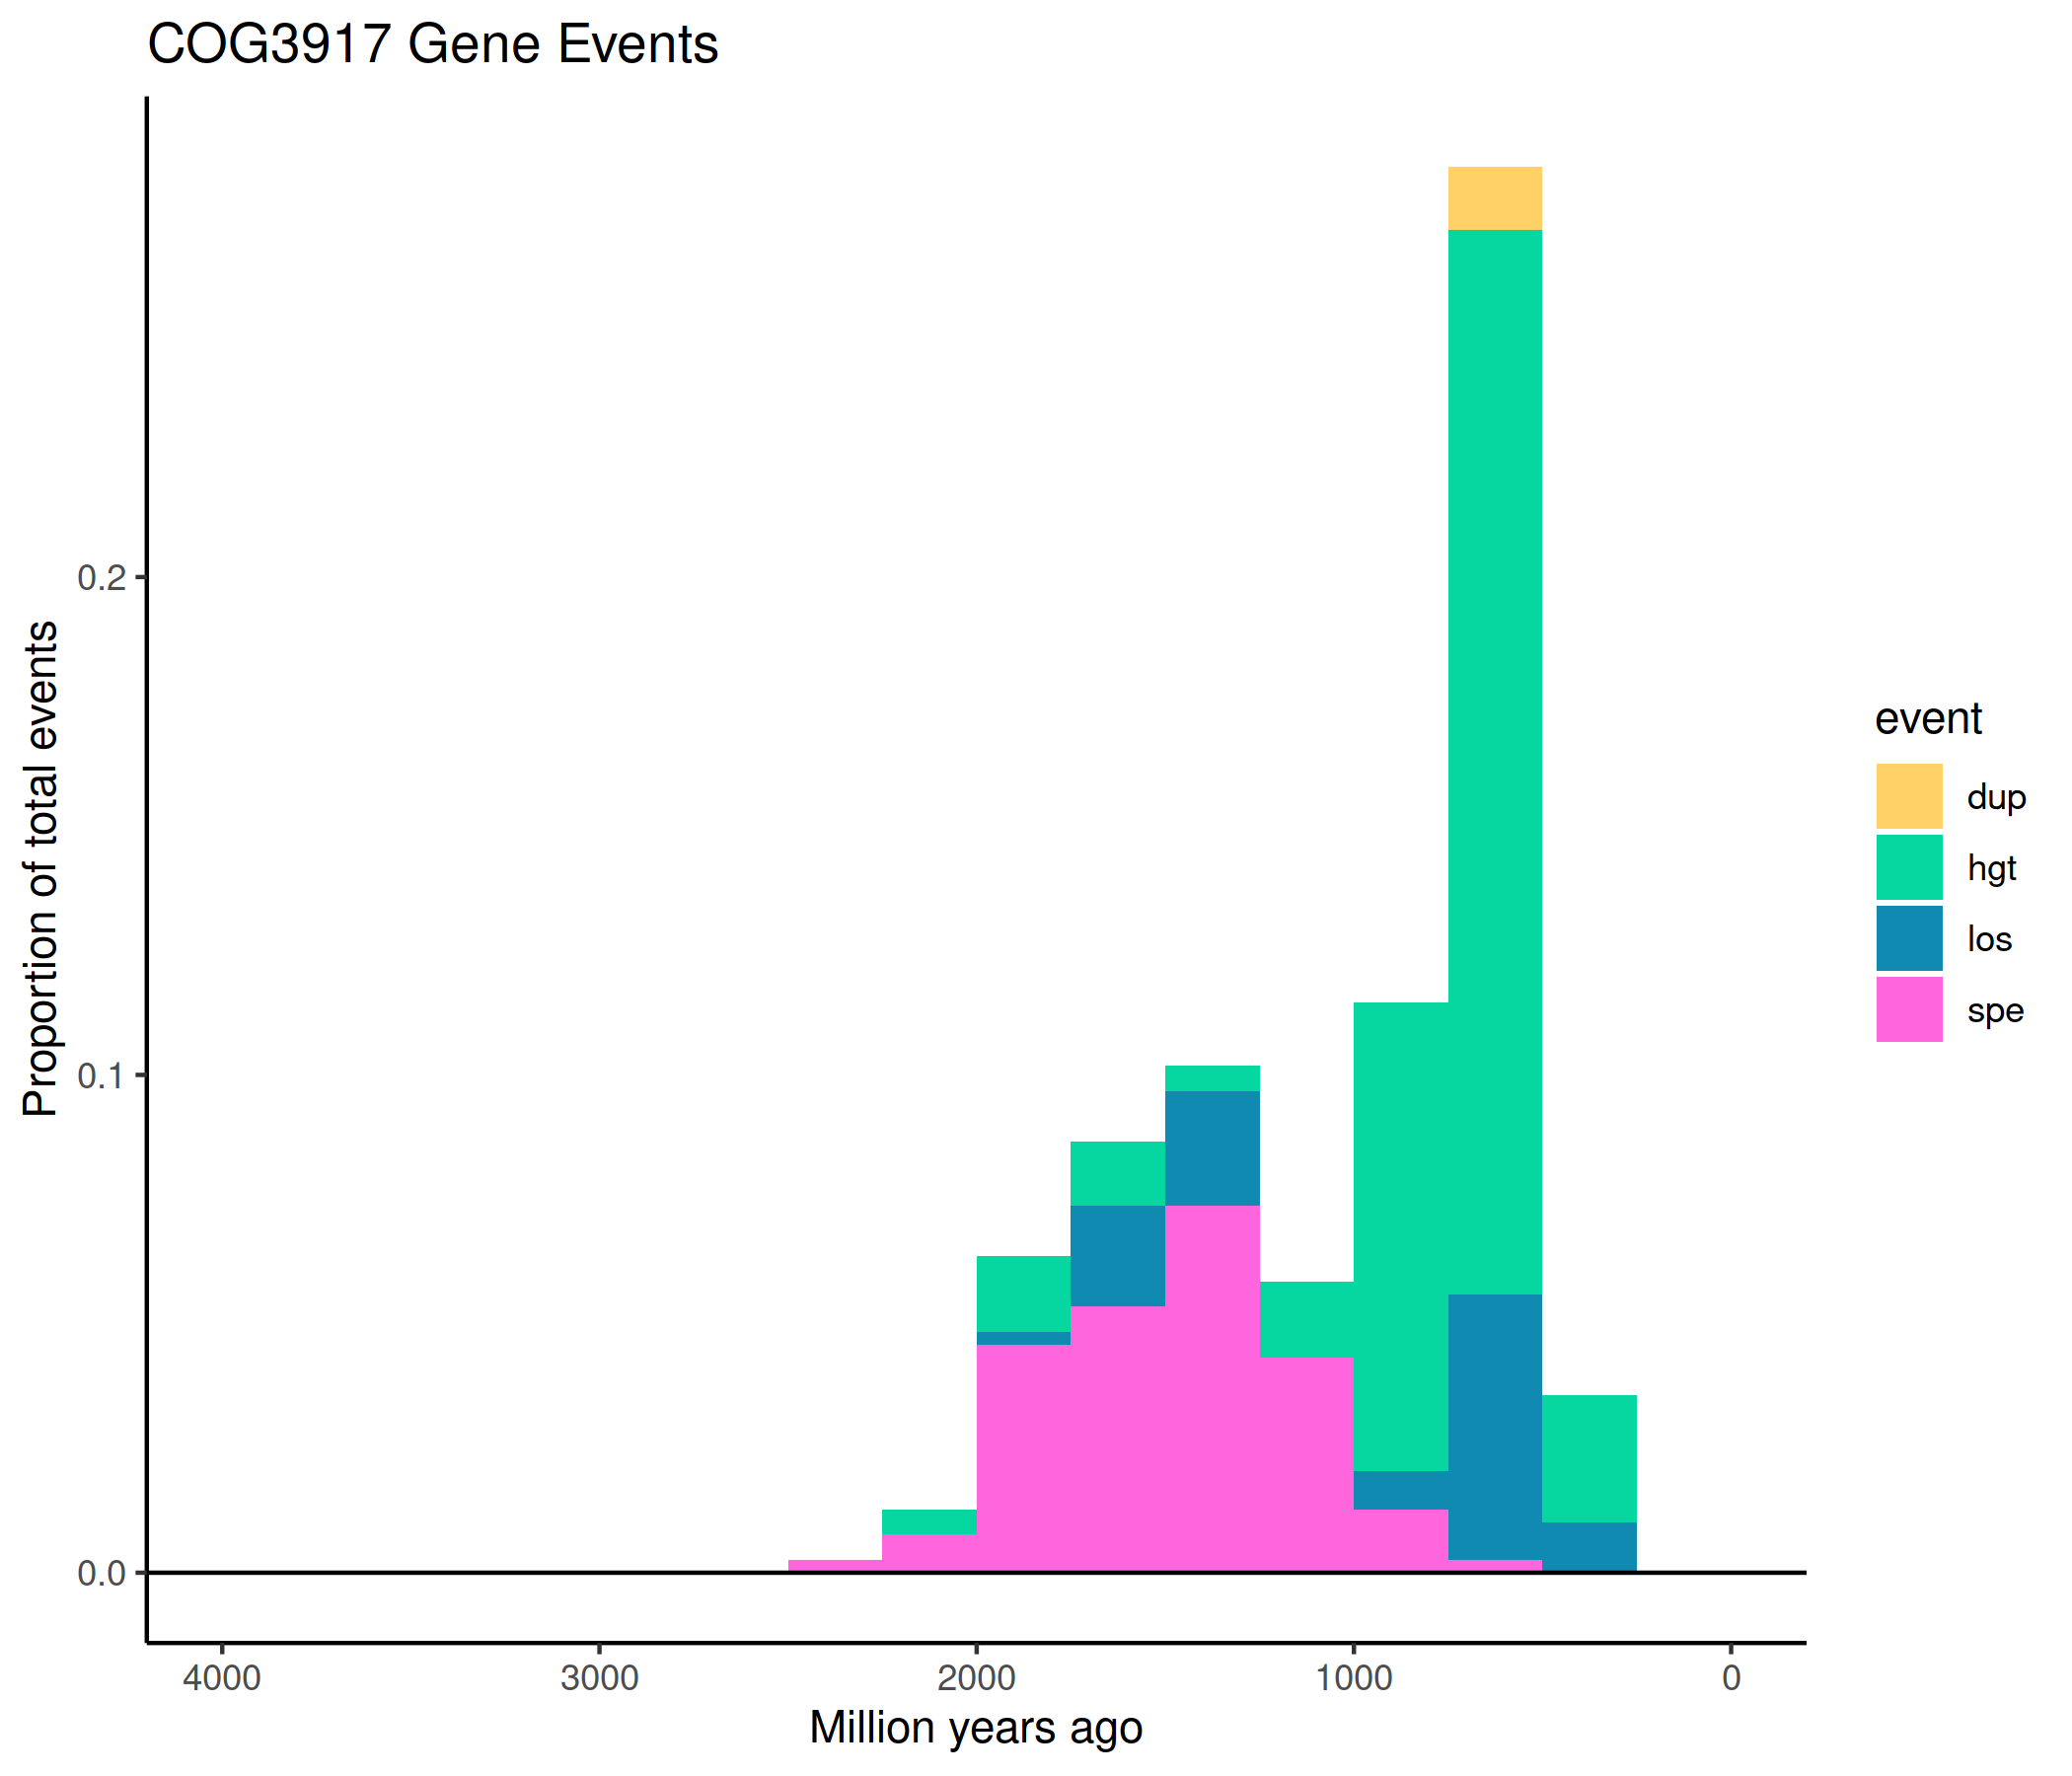 COG3917 Gene Events
Proportion of total events
0.2
0.1
0.0
4000 3000 2000 1000 0
Million years ago
event
dup
hgt
los
spe